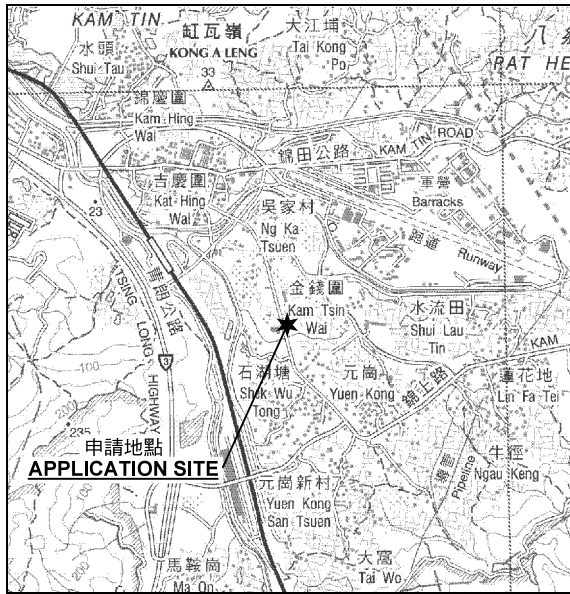 KAM TIN
水頭
Shui Tau
缸瓦嶺
KONG A LENG
33
大江埔
Tai Kong
Po
PAT HE
錦慶圍
Kam Hing
Wai
錦田公路
KAM TIN ROAD
吉慶圍
Kat Hing
Wai
吳家村
Ng Ka
Tsuen
軍營
Barracks
跑道
Runway
23
青朗公路
TSING LONG HIGHWAY
3
金錢圍
Kam Tsin
Wai
水流田
Shui Lau
Tin
KAM
石湖塘
Shek Wu
Tong
元崗
Yuen Kong
錦上路
蓮花地
Lin Fa Tei
100
200
235
申請地點
APPLICATION SITE
元崗新村
Yuen Kong
San Tsuen
Pipeline
牛徑
Ngau Keng
200
馬鞍崗
Ma On
大窩
Tai Wo